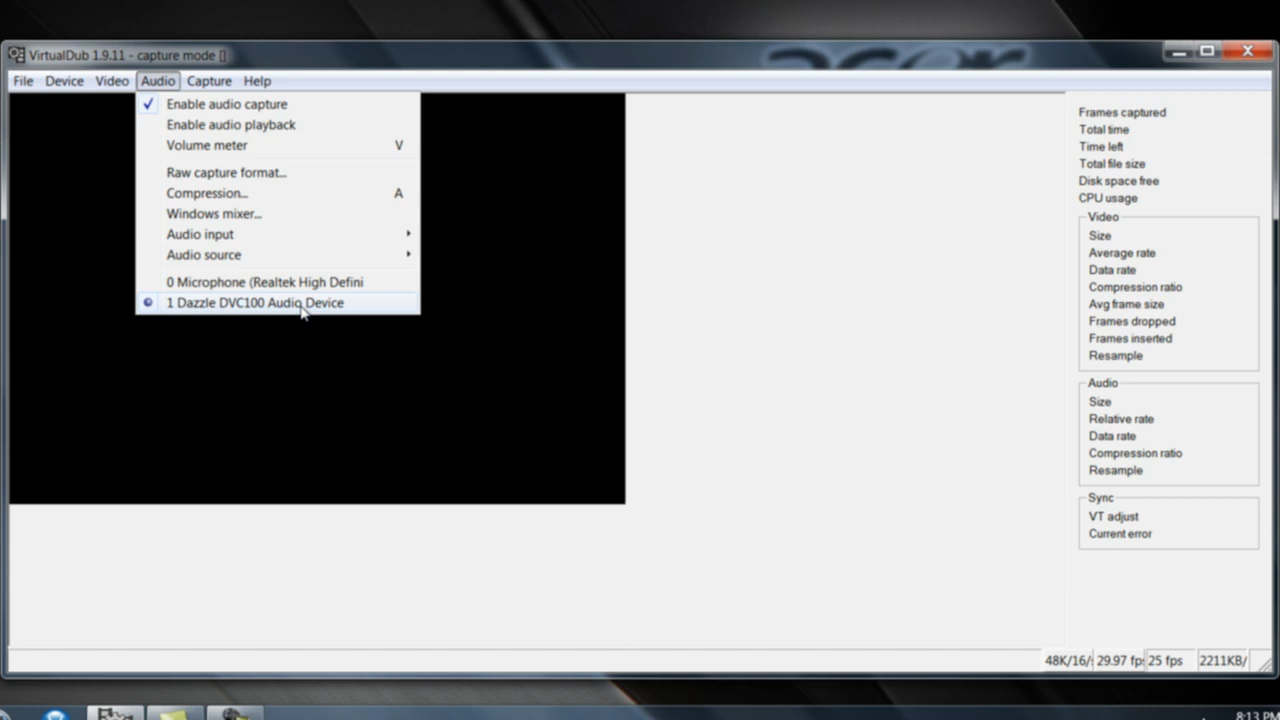 VirtualDub 1.9.11 - capture mode []
acer
File Device Video Audio Capture Help
Enable audio capture
Enable audio playback
Volume meter V
Raw capture format...
Compression... A
Windows mixer...
Audio input
Audio source
0 Microphone (Realtek High Defini
1 Dazzle DVC100 Audio Device
Frames captured
Total time
Time left
Total file size
Disk space free
CPU usage
Video
Size
Average rate
Data rate
Compression ratio
Avg frame size
Frames dropped
Frames inserted
Resample
Audio
Size
Relative rate
Data rate
Compression ratio
Resample
Sync
VT adjust
Current error
48K/16/ 29.97 fp 25 fps 2211KB/
8:13 PM